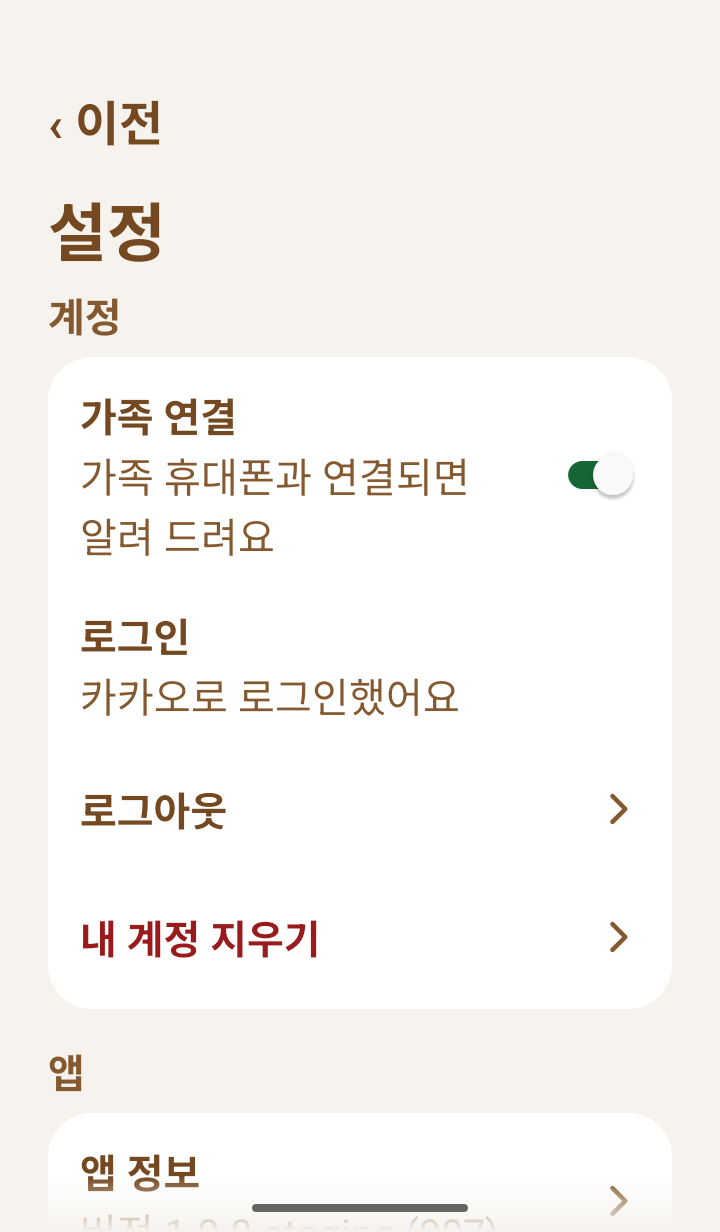 ‹ 이전
설정
계정
가족 연결
가족 휴대폰과 연결되면
알려 드려요
로그인
카카오로 로그인했어요
로그아웃
내 계정 지우기
앱
앱 정보
버전